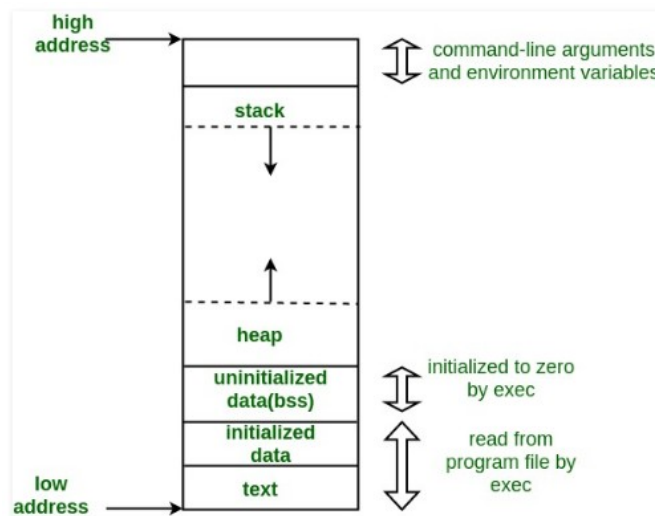 high
address
command-line arguments
and environment variables
stack
heap
uninitialized
data(bss)
initialized to zero
by exec
initialized
data
read from
program file by
exec
low
address
text